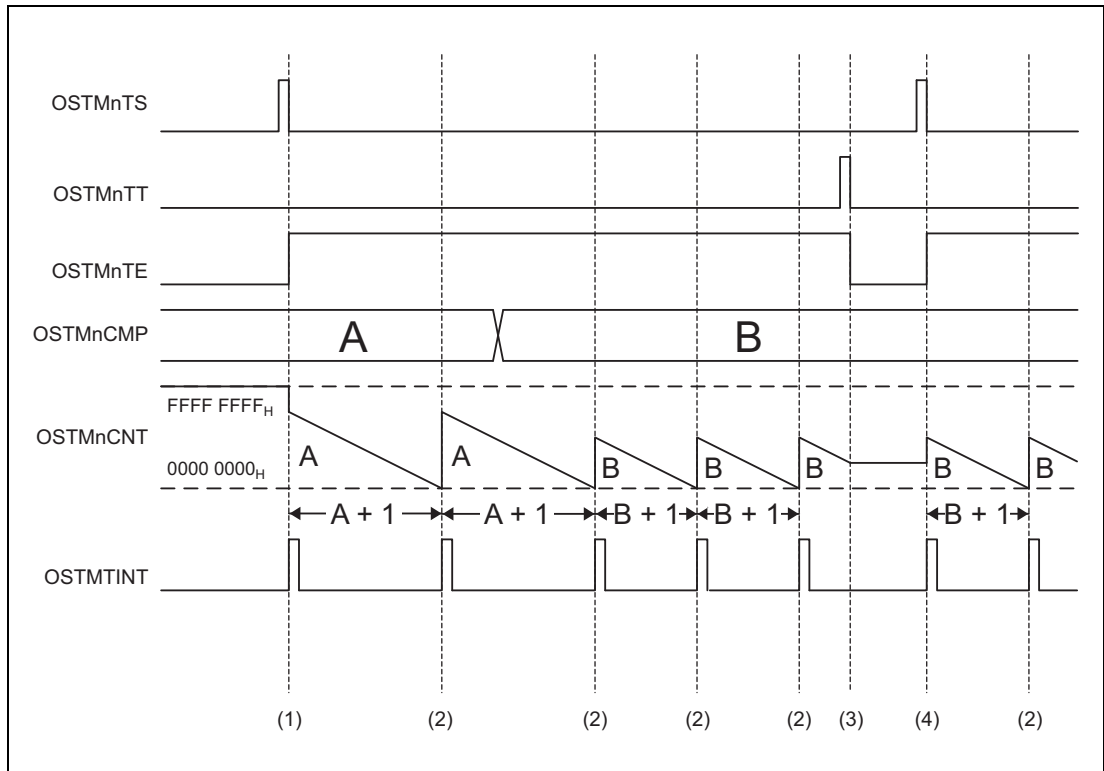 OSTMnTS
OSTMnTT
OSTMnTE
OSTMnCMP
A
B
FFFF FFFFH
OSTMnCNT
0000 0000H
A
A
B
B
B
B
B
A + 1
A + 1
B + 1
B + 1
B + 1
OSTMTINT
(1)
(2)
(2)
(2)
(2)
(3)
(4)
(2)